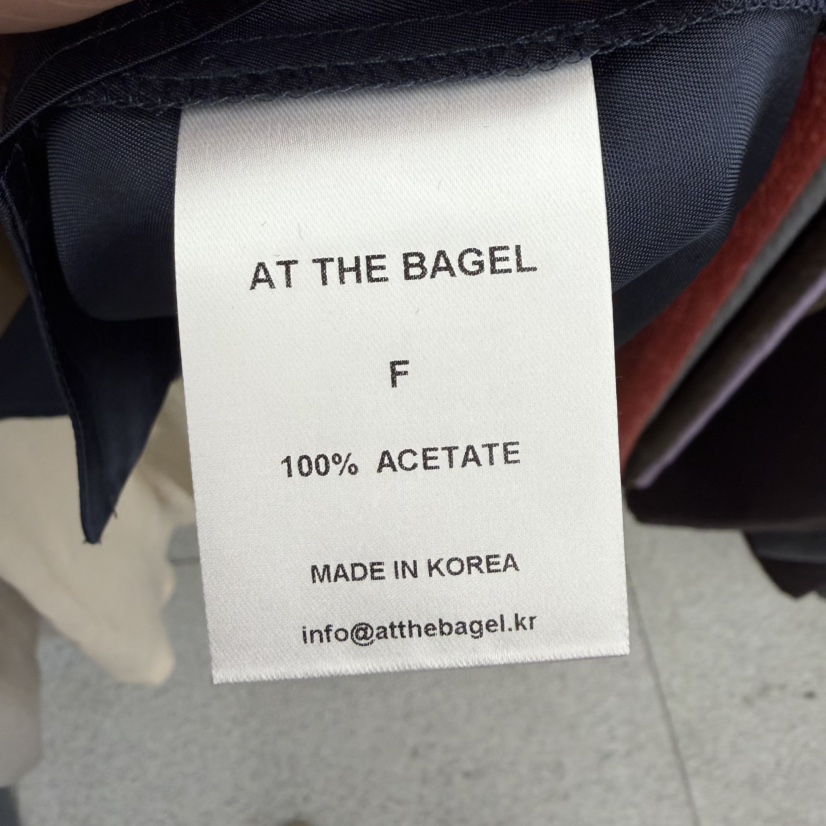 AT THE BAGEL
F
100% ACETATE
MADE IN KOREA
info@atthebagel.kr